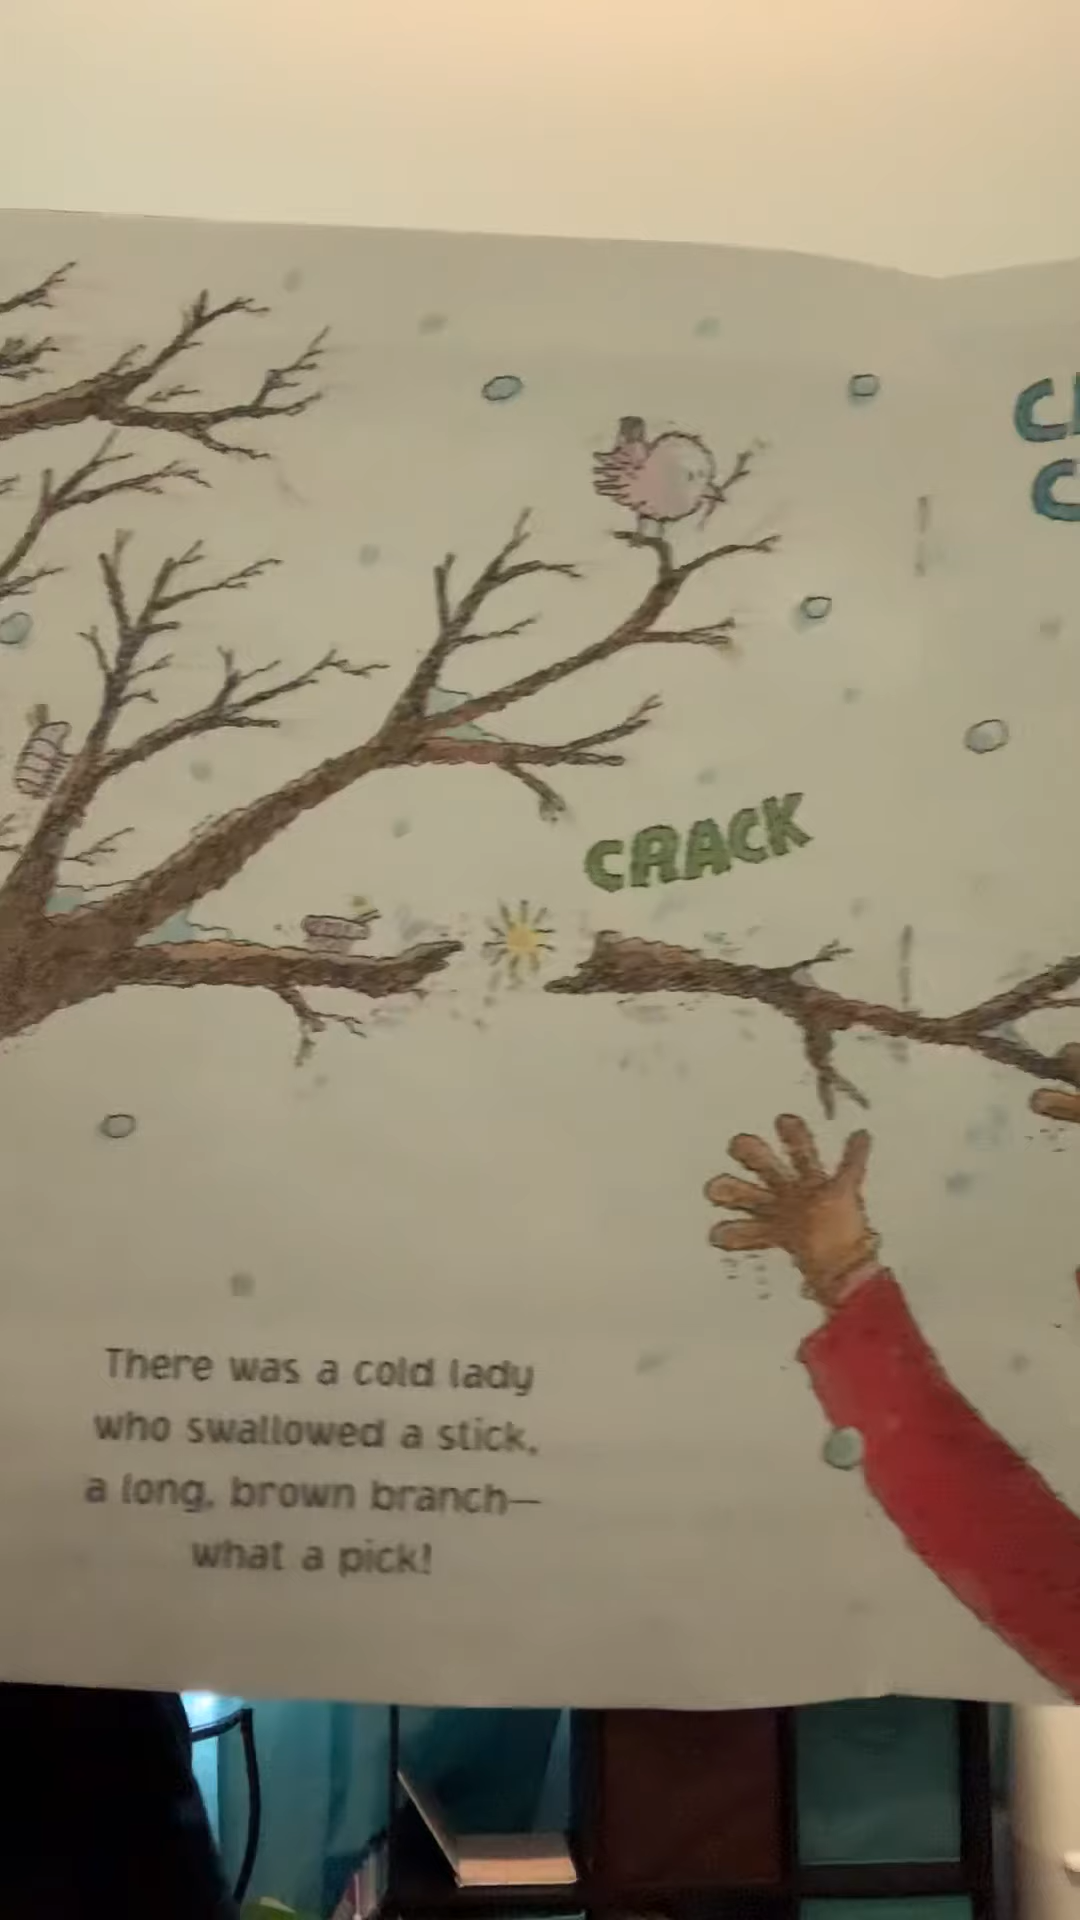 CRACK
There was a cold lady
who swallowed a stick,
a long, brown branch—
what a pick!